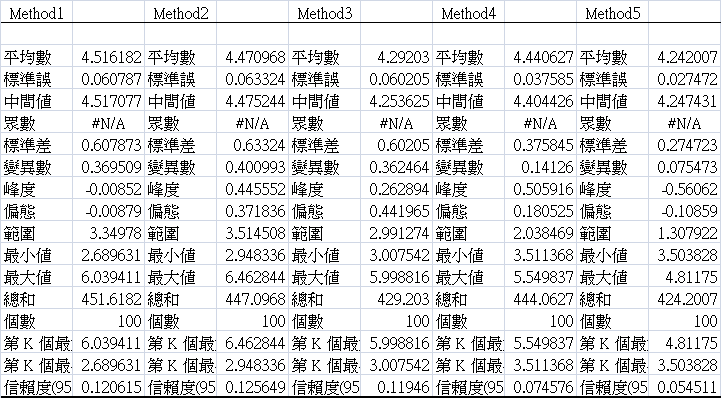 Method1 Method2 Method3 Method4 Method5
平均數 4.516182 平均數 4.470968 平均數 4.29203 平均數 4.440627 平均數 4.242007
標準誤 0.060787 標準誤 0.063324 標準誤 0.060205 標準誤 0.037585 標準誤 0.027472
中間值 4.517077 中間值 4.475244 中間值 4.253625 中間值 4.404426 中間值 4.247431
眾數 #N/A 眾數 #N/A 眾數 #N/A 眾數 #N/A 眾數 #N/A
標準差 0.607873 標準差 0.63324 標準差 0.60205 標準差 0.375845 標準差 0.274723
變異數 0.369509 變異數 0.400993 變異數 0.362464 變異數 0.14126 變異數 0.075473
峰度 -0.00852 峰度 0.445552 峰度 0.262894 峰度 0.505916 峰度 -0.56062
偏態 -0.00879 偏態 0.371836 偏態 0.441965 偏態 0.180525 偏態 -0.10859
範圍 3.34978 範圍 3.514508 範圍 2.991274 範圍 2.038469 範圍 1.307922
最小值 2.689631 最小值 2.948336 最小值 3.007542 最小值 3.511368 最小值 3.503828
最大值 6.039411 最大值 6.462844 最大值 5.998816 最大值 5.549837 最大值 4.81175
總和 451.6182 總和 447.0968 總和 429.203 總和 444.0627 總和 424.2007
個數 100 個數 100 個數 100 個數 100 個數 100
第 K 個最 6.039411 第 K 個最 6.462844 第 K 個最 5.998816 第 K 個最 5.549837 第 K 個最 4.81175
第 K 個最 2.689631 第 K 個最 2.948336 第 K 個最 3.007542 第 K 個最 3.511368 第 K 個最 3.503828
信賴度(95 0.120615 信賴度(95 0.125649 信賴度(95 0.11946 信賴度(95 0.074576 信賴度(95 0.054511